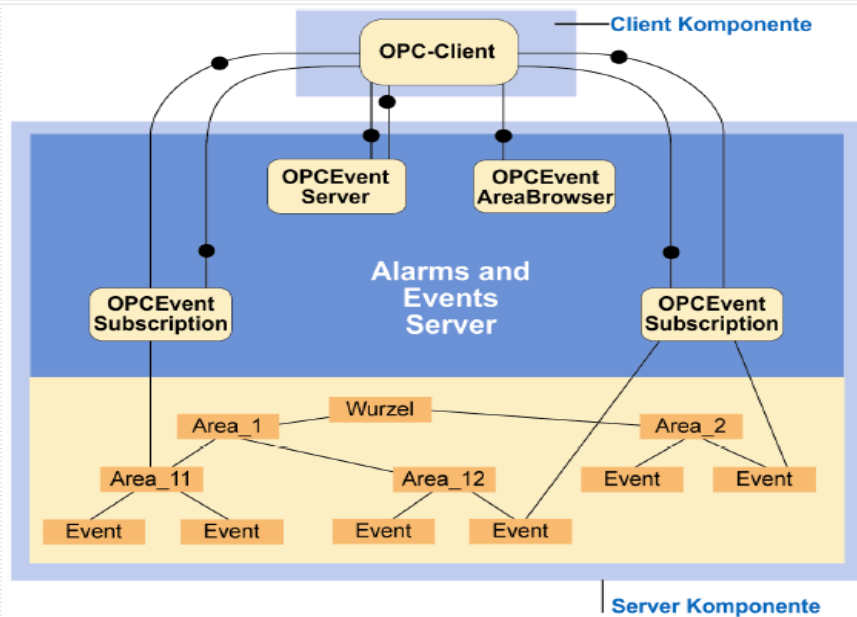 Client Komponente
OPC-Client
OPCEvent
Server
OPCEvent
AreaBrowser
Alarms and
Events
Server
OPCEvent
Subscription
OPCEvent
Subscription
Wurzel
Area_1
Area_2
Area_11
Area_12
Event
Event
Event
Event
Event
Event
Server Komponente